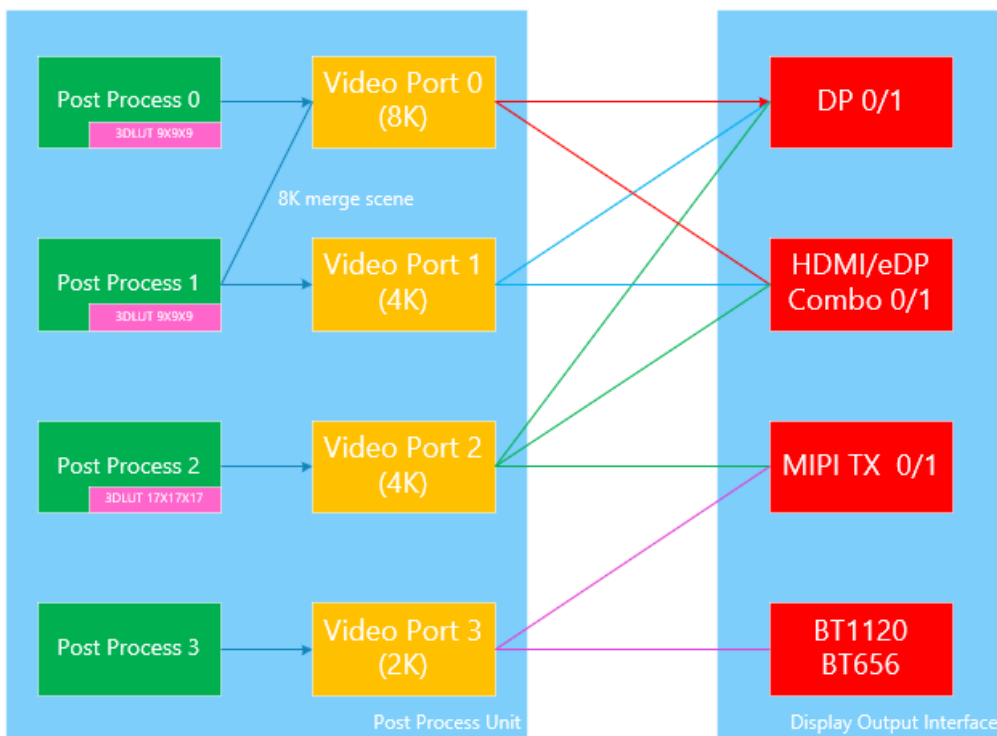 Post Process 0
3DLUT 9X9X9
Video Port 0
(8K)
DP 0/1
8K merge scene
Post Process 1
3DLUT 9X9X9
Video Port 1
(4K)
HDMI/eDP
Combo 0/1
Post Process 2
3DLUT 17X17X17
Video Port 2
(4K)
MIPI TX 0/1
Post Process 3
Video Port 3
(2K)
BT1120
BT656
Post Process Unit
Display Output Interface